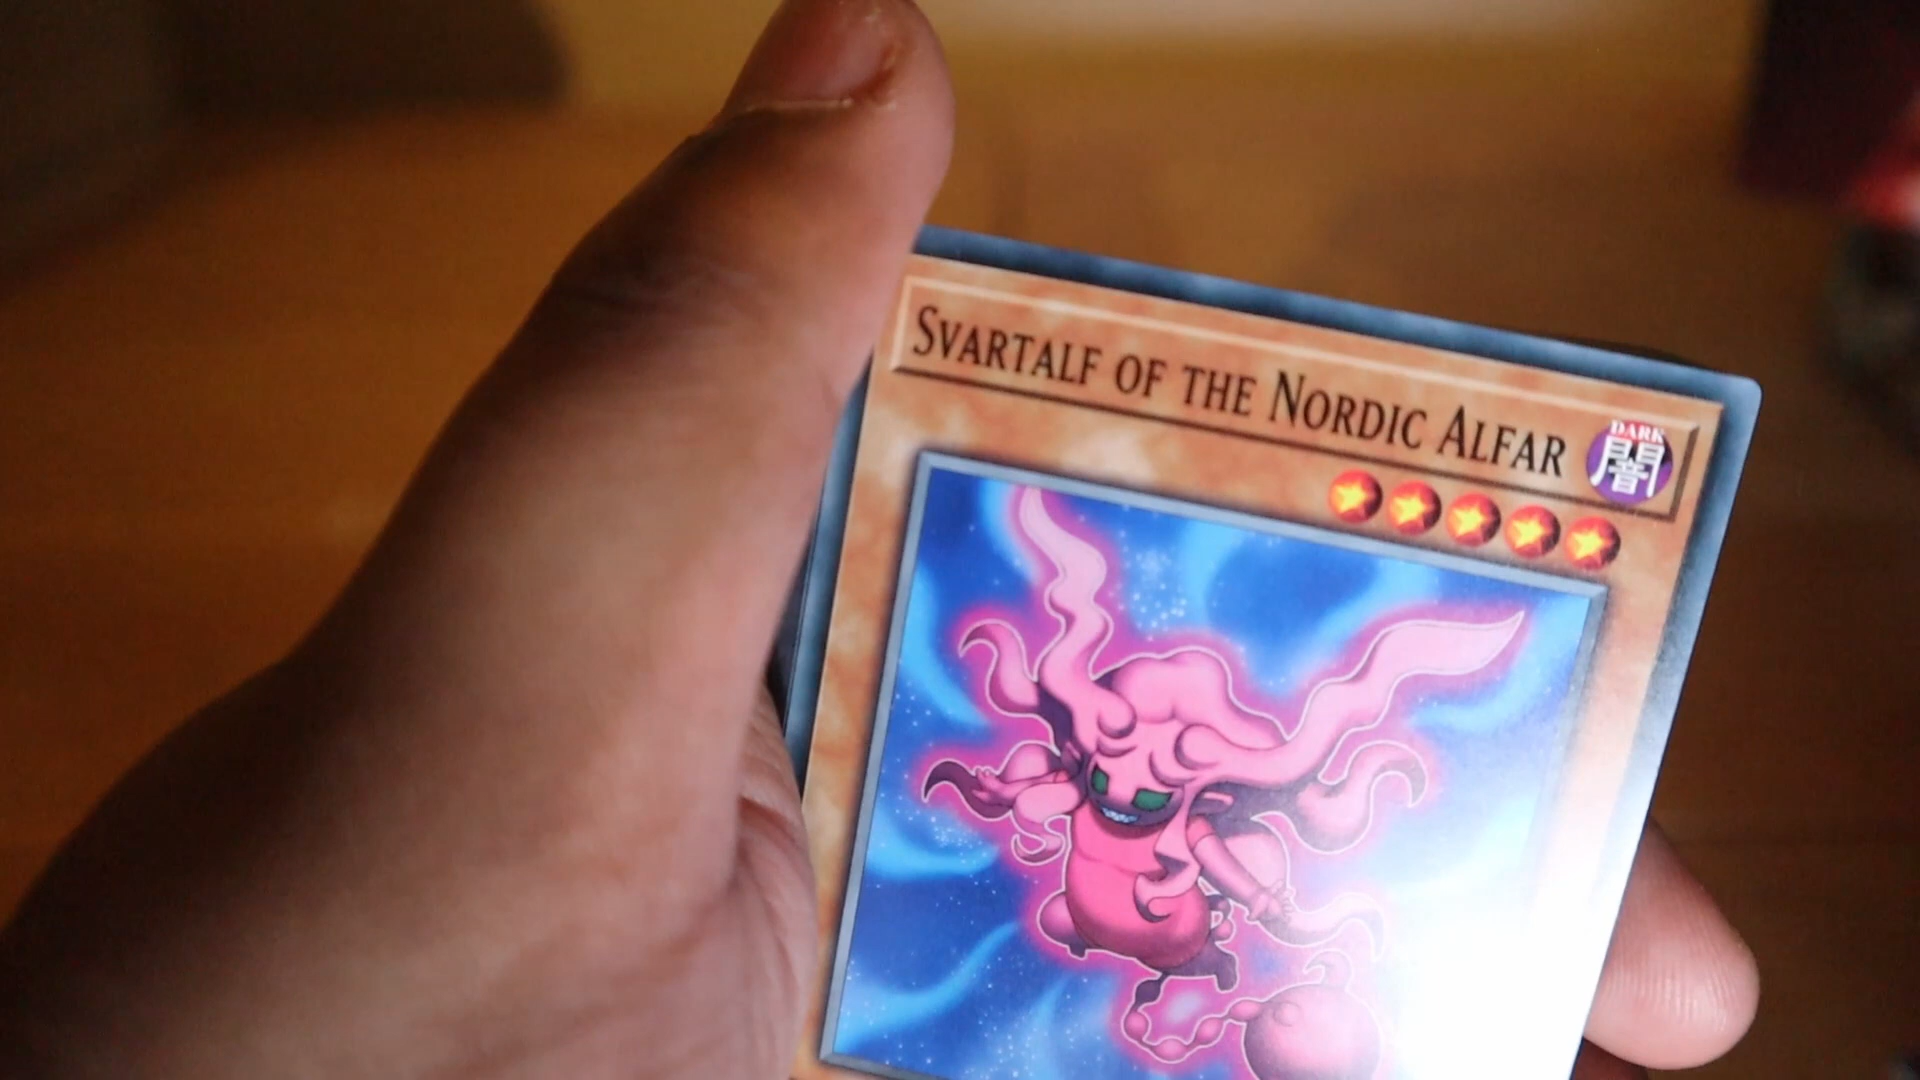 Svartalf of the Nordic Alfar
DARK
闇